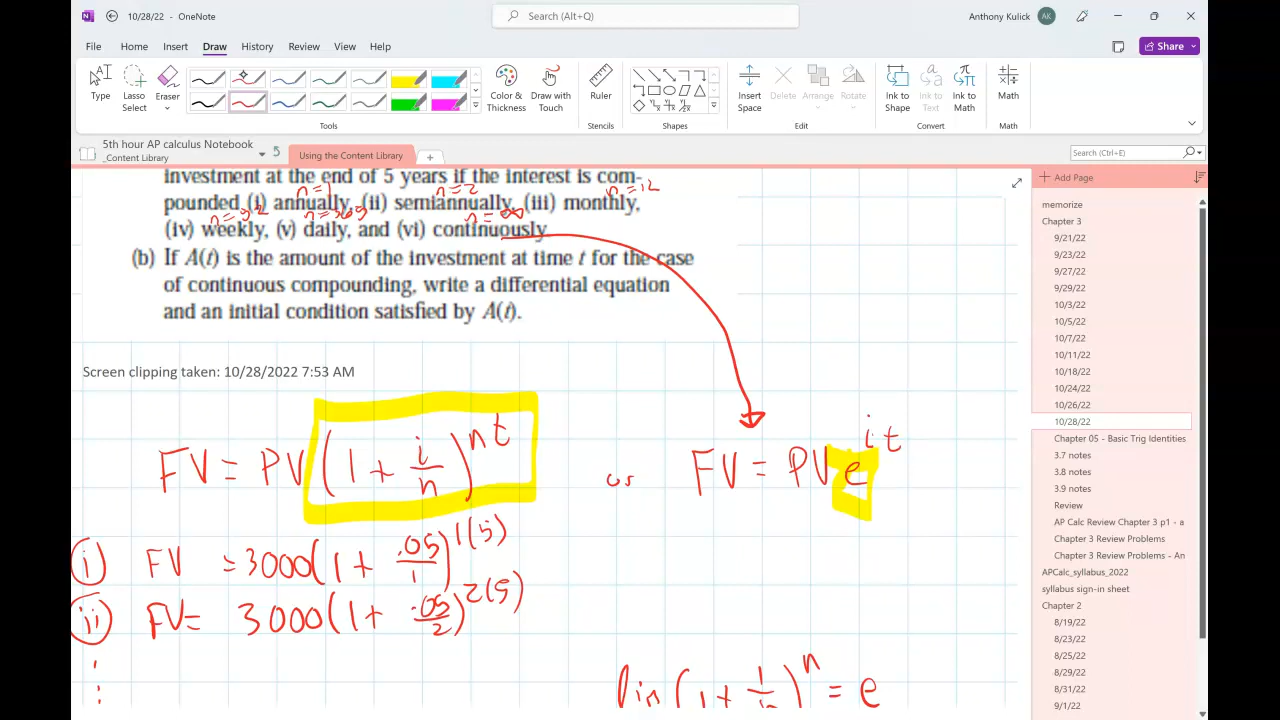 10/28/22 - OneNote
Search (Alt+Q)
Anthony Kulick AK
File Home Insert Draw History Review View Help
Share
Type
Lasso Select
Eraser
Color & Thickness
Draw with Touch
Ruler
Insert Space
Delete
Arrange
Rotate
Ink to Shape
Ink to Text
Ink to Math
Math
Tools
Stencils
Shapes
Edit
Convert
Math
5th hour AP calculus Notebook
_Content Library
Using the Content Library
Search (Ctrl+E)
investment at the end of 5 years if the interest is com-
n=1 n=2 n=12
pounded (i) annually, (ii) semiannually, (iii) monthly,
n=52 n=365 n=∞
(iv) weekly, (v) daily, and (vi) continuously.
(b) If A(t) is the amount of the investment at time t for the case
of continuous compounding, write a differential equation
and an initial condition satisfied by A(t).
Screen clipping taken: 10/28/2022 7:53 AM
FV = PV(1 + i/n)^nt or FV = PV e^it
(i) FV = 3000(1 + .05/1)^1(5)
(ii) FV = 3000(1 + .05/2)^2(5)
lim (1 + 1/n)^n = e
Add Page
memorize
Chapter 3
9/21/22
9/23/22
9/27/22
9/29/22
10/3/22
10/5/22
10/7/22
10/11/22
10/18/22
10/24/22
10/26/22
10/28/22
Chapter 05 - Basic Trig Identities
3.7 notes
3.8 notes
3.9 notes
Review
AP Calc Review Chapter 3 p1 - a
Chapter 3 Review Problems
Chapter 3 Review Problems - An
APCalc_syllabus_2022
syllabus sign-in sheet
Chapter 2
8/19/22
8/23/22
8/25/22
8/29/22
8/31/22
9/1/22